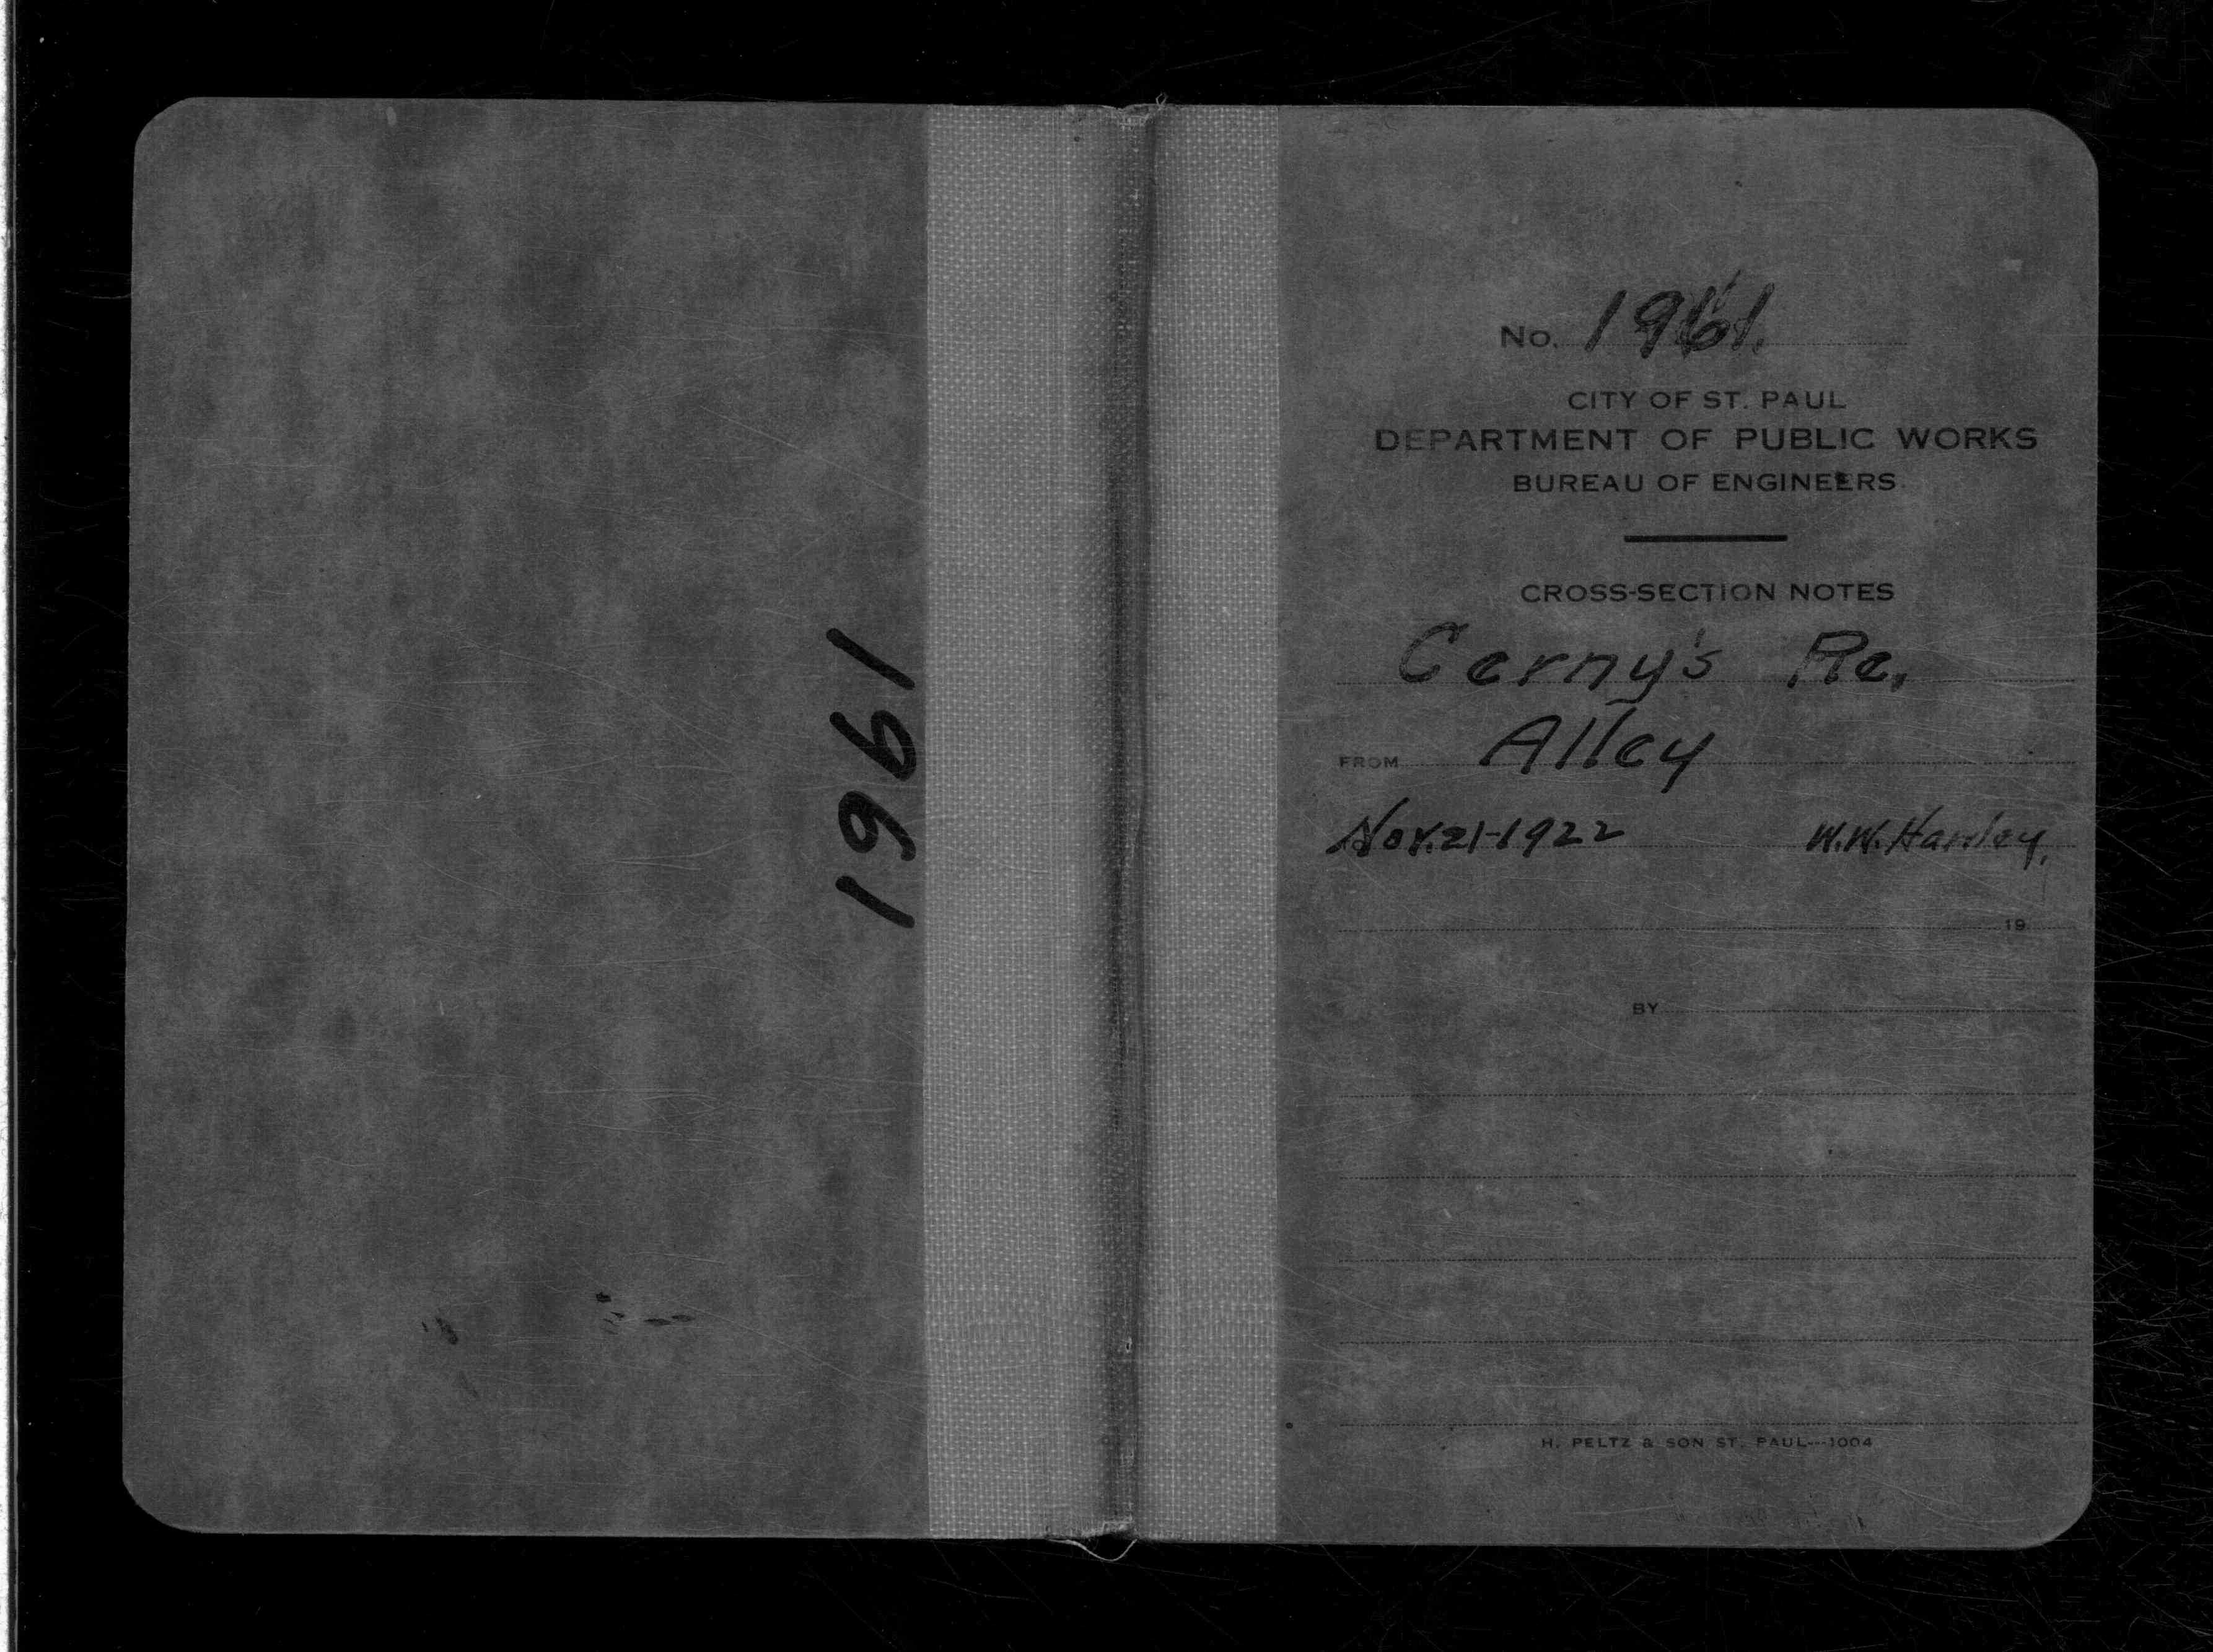 1961
No. 1961.
CITY OF ST. PAUL
DEPARTMENT OF PUBLIC WORKS
BUREAU OF ENGINEERS.
CROSS-SECTION NOTES
Cerny's Re.
FROM Alley
Nov. 21-1922 W.W.
19
BY
H. PELTZ & SON ST. PAUL---1004